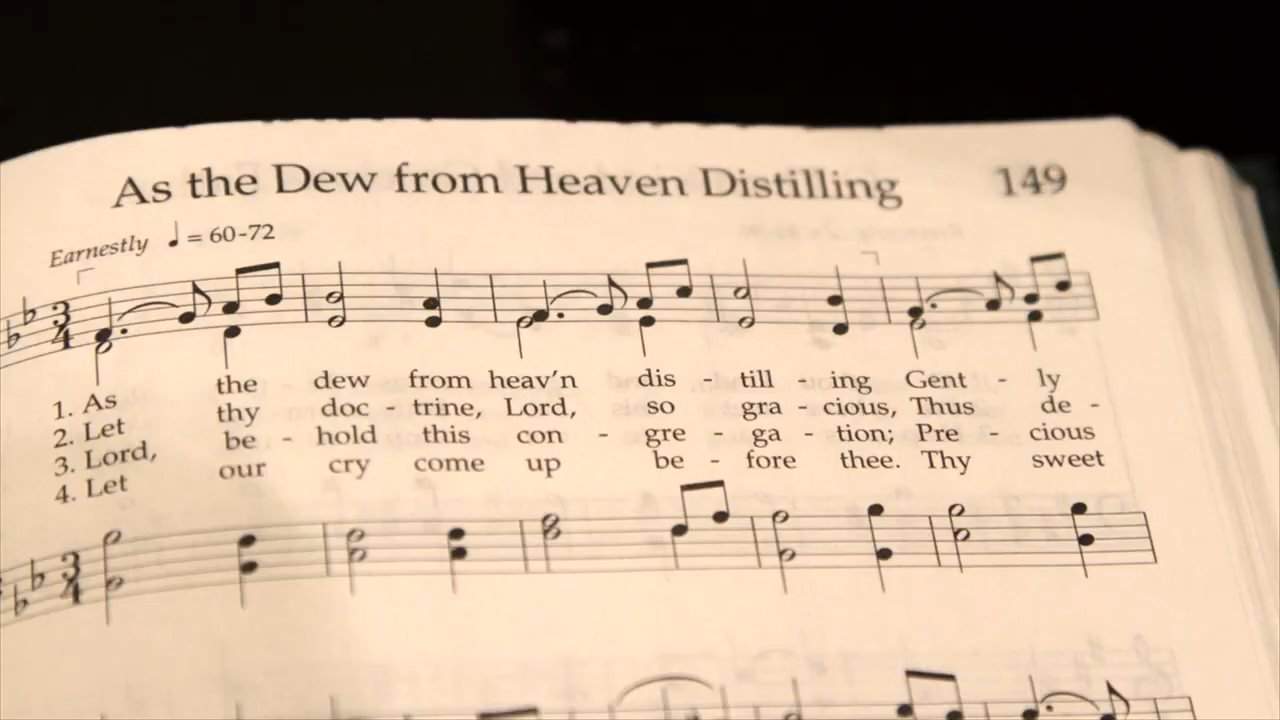 As the Dew from Heaven Distilling 149
Earnestly ♩ = 60-72
3
4
1. As the dew from heav'n dis - till - ing Gent - ly
2. Let thy doc - trine, Lord, so gra - cious, Thus de -
3. Lord, be - hold this con - gre - ga - tion; Pre - cious
4. Let our cry come up be - fore thee. Thy sweet
3
4